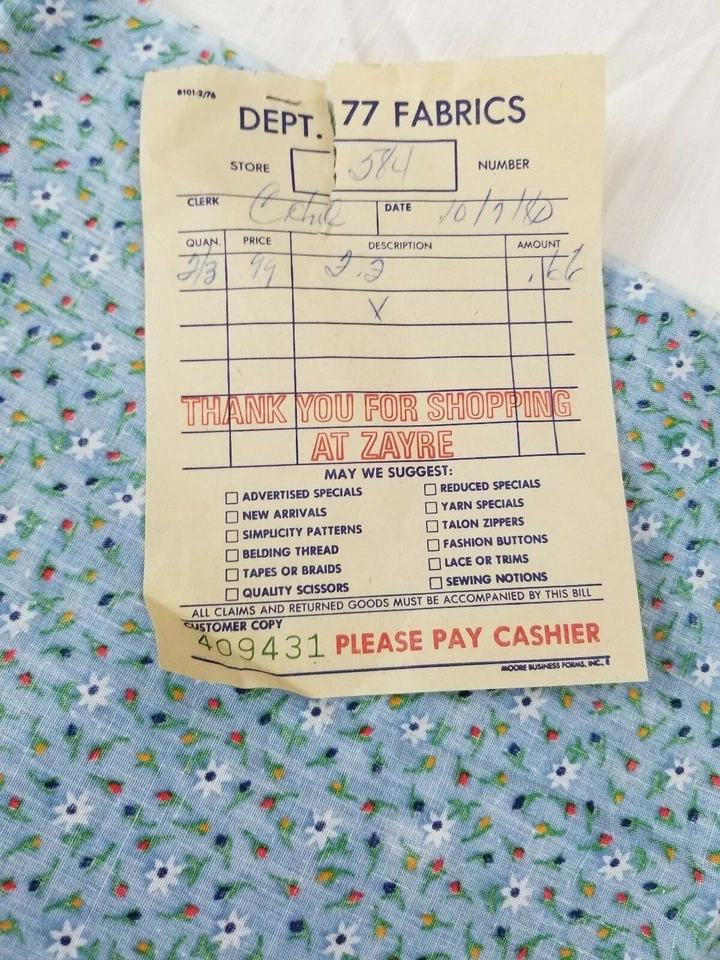 8101-2/76
DEPT. 77 FABRICS
STORE 584 NUMBER
CLERK DATE 10/7/80
QUAN. PRICE DESCRIPTION AMOUNT
2/3 .99 2.2 .66
X
THANK YOU FOR SHOPPING
AT ZAYRE
MAY WE SUGGEST:
ADVERTISED SPECIALS REDUCED SPECIALS
NEW ARRIVALS YARN SPECIALS
SIMPLICITY PATTERNS TALON ZIPPERS
BELDING THREAD FASHION BUTTONS
TAPES OR BRAIDS LACE OR TRIMS
QUALITY SCISSORS SEWING NOTIONS
ALL CLAIMS AND RETURNED GOODS MUST BE ACCOMPANIED BY THIS BILL
CUSTOMER COPY
409431 PLEASE PAY CASHIER
MOORE BUSINESS FORMS, INC., E